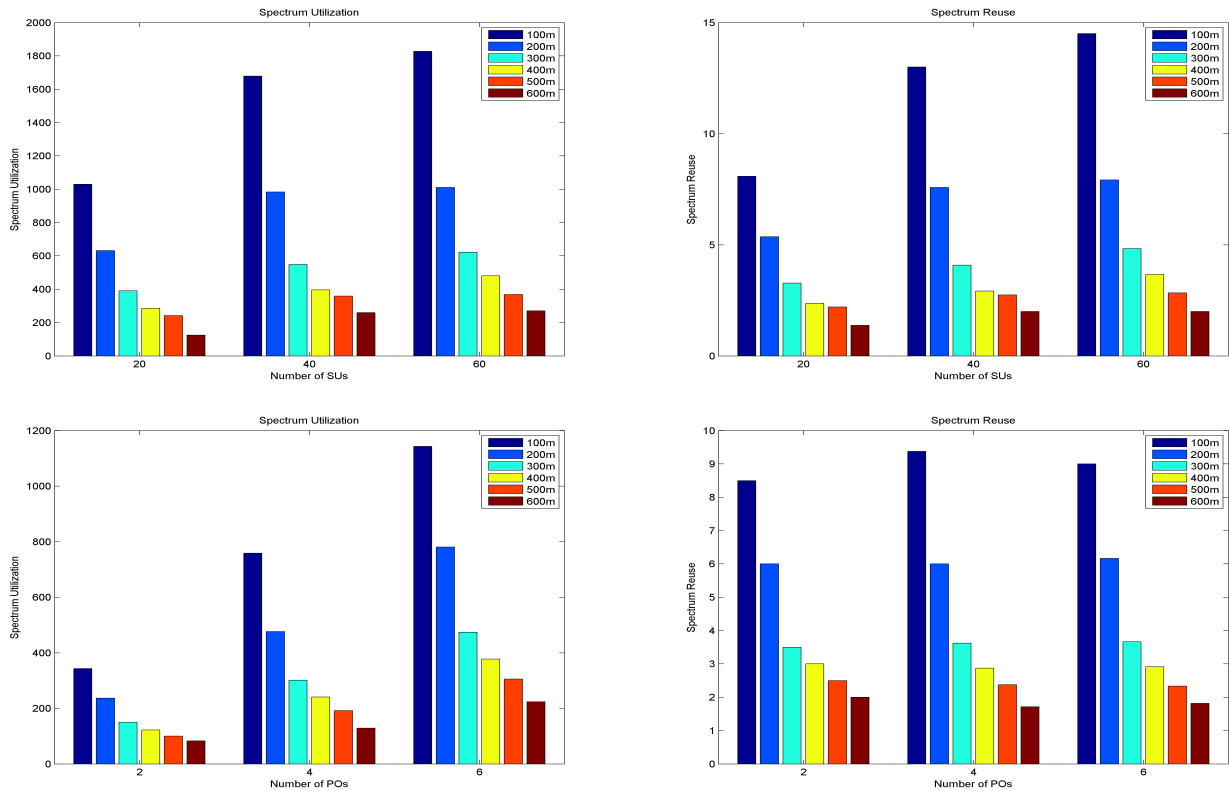 Spectrum Utilization
Spectrum Utilization
2000
1800
1600
1400
1200
1000
800
600
400
200
0
20
40
60
Number of SUs
100m
200m
300m
400m
500m
600m
Spectrum Reuse
Spectrum Reuse
15
10
5
0
20
40
60
Number of SUs
100m
200m
300m
400m
500m
600m
Spectrum Utilization
Spectrum Utilization
1200
1000
800
600
400
200
0
2
4
6
Number of POs
100m
200m
300m
400m
500m
600m
Spectrum Reuse
Spectrum Reuse
10
9
8
7
6
5
4
3
2
1
0
2
4
6
Number of POs
100m
200m
300m
400m
500m
600m